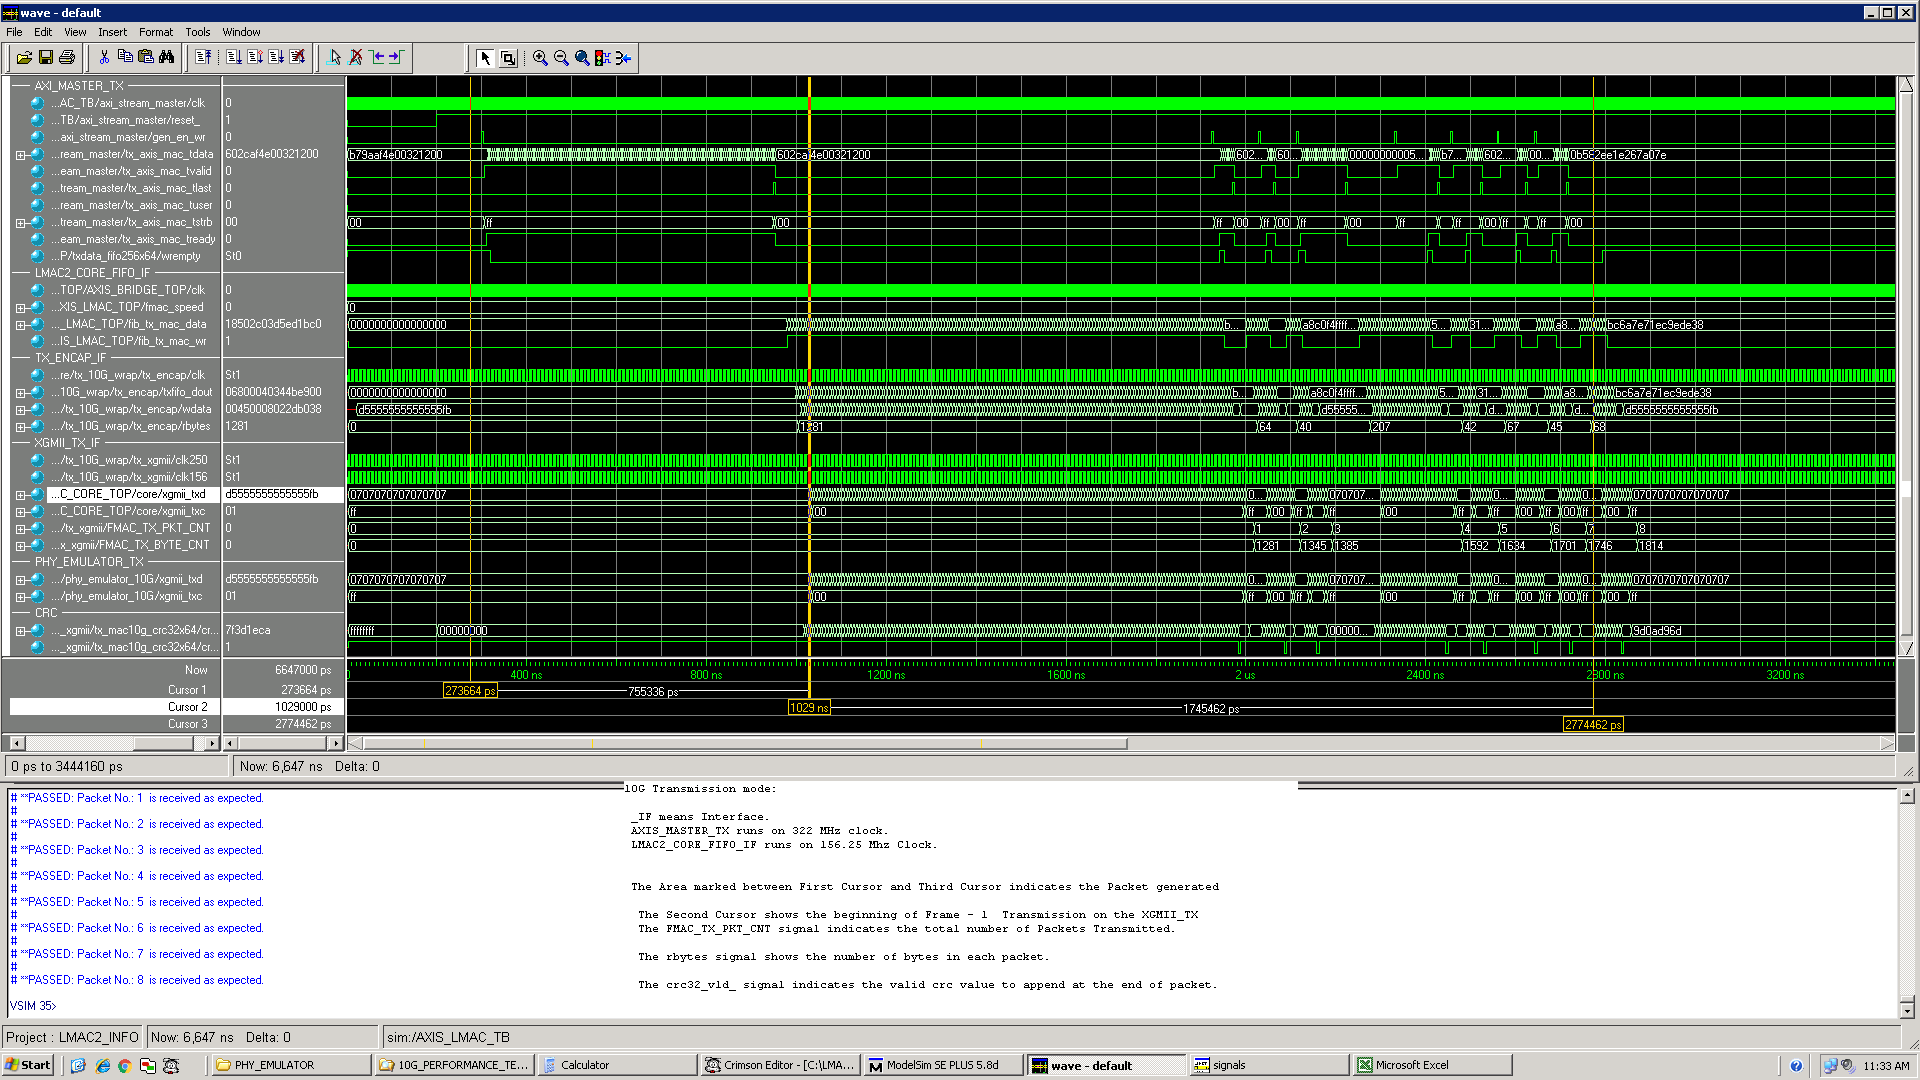 wave - default
File Edit View Insert Format Tools Window
AXI_MASTER_TX
...AC_TB/axi_stream_master/clk 0
...TB/axi_stream_master/reset_ 1
...axi_stream_master/gen_en_wr 0
...ream_master/tx_axis_mac_tdata 602caf4e00321200 b79aaf4e00321200 602caf4e00321200 602... 60... 00000000005... b7... 602... 00... 0b562ee1e267a07e
...eam_master/tx_axis_mac_tvalid 0
...tream_master/tx_axis_mac_tlast 0
...ream_master/tx_axis_mac_tuser 0
...tream_master/tx_axis_mac_tstrb 00 00 ff 00 ff 00 ff 00 ff 00 ff ff 00 ff ff 00
...eam_master/tx_axis_mac_tready 0
...P/txdata_fifo256x64/wrempty St0
LMAC2_CORE_FIFO_IF
...TOP/AXIS_BRIDGE_TOP/clk 0
...XIS_LMAC_TOP/fmac_speed 0 0
..._LMAC_TOP/fib_tx_mac_data 18502c03d5ed1bc0 0000000000000000 b... a8c0f4ffff... 5... 31... a8... bc6a7e71ec9ede38
...IS_LMAC_TOP/fib_tx_mac_wr 1
TX_ENCAP_IF
...re/tx_10G_wrap/tx_encap/clk St1
...10G_wrap/tx_encap/txfifo_dout 06800040344be900 0000000000000000 b... a8c0f4ffff... 5... 31... a8... bc6a7e71ec9ede38
.../tx_10G_wrap/tx_encap/wdata 00450008022db038 d5555555555555fb d55555... d... d... d5555555555555fb
.../tx_10G_wrap/tx_encap/rbytes 1281 0 1281 64 40 207 42 67 45 68
XGMII_TX_IF
.../tx_10G_wrap/tx_xgmii/clk250 St1
.../tx_10G_wrap/tx_xgmii/clk156 St1
...C_CORE_TOP/core/xgmii_txd d5555555555555fb 0707070707070707 0... 070707... 0... 0... 0707070707070707
...C_CORE_TOP/core/xgmii_txc 01 ff 00 ff 00 ff ff 00 ff ff 00 ff 00 ff 00 ff
.../tx_xgmii/FMAC_TX_PKT_CNT 0 0 1 2 3 4 5 6 7 8
...x_xgmii/FMAC_TX_BYTE_CNT 0 0 1281 1345 1385 1592 1634 1701 1746 1814
PHY_EMULATOR_TX
.../phy_emulator_10G/xgmii_txd d5555555555555fb 0707070707070707 0... 070707... 0... 0... 0707070707070707
.../phy_emulator_10G/xgmii_txc 01 ff 00 ff 00 ff ff 00 ff ff 00 ff 00 ff 00 ff
CRC
..._xgmii/tx_mac10g_crc32x64/cr... 7f3d1eca ffffffff 00000000 00000... 9d0ad96d
..._xgmii/tx_mac10g_crc32x64/cr... 1
Now 6647000 ps 400 ns 800 ns 1200 ns 1600 ns 2 us 2400 ns 2800 ns 3200 ns
Cursor 1 273664 ps 273664 ps 755336 ps
Cursor 2 1029000 ps 1029 ns 1745462 ps
Cursor 3 2774462 ps 2774462 ps
0 ps to 3444160 ps Now: 6,647 ns Delta: 0
# **PASSED: Packet No.: 1 is received as expected.
#
# **PASSED: Packet No.: 2 is received as expected.
#
# **PASSED: Packet No.: 3 is received as expected.
#
# **PASSED: Packet No.: 4 is received as expected.
#
# **PASSED: Packet No.: 5 is received as expected.
#
# **PASSED: Packet No.: 6 is received as expected.
#
# **PASSED: Packet No.: 7 is received as expected.
#
# **PASSED: Packet No.: 8 is received as expected.
VSIM 35>
10G Transmission mode:
_IF means Interface.
AXIS_MASTER_TX runs on 322 MHz clock.
LMAC2_CORE_FIFO_IF runs on 156.25 Mhz Clock.
The Area marked between First Cursor and Third Cursor indicates the Packet generated
The Second Cursor shows the beginning of Frame - 1 Transmission on the XGMII_TX
The FMAC_TX_PKT_CNT signal indicates the total number of Packets Transmitted.
The rbytes signal shows the number of bytes in each packet.
The crc32_vld_ signal indicates the valid crc value to append at the end of packet.
Project : LMAC2_INFO Now: 6,647 ns Delta: 0 sim:/AXIS_LMAC_TB
Start PHY_EMULATOR 10G_PERFORMANCE_TE... Calculator Crimson Editor - [C:\LMA... ModelSim SE PLUS 5.8d wave - default signals Microsoft Excel 11:33 AM